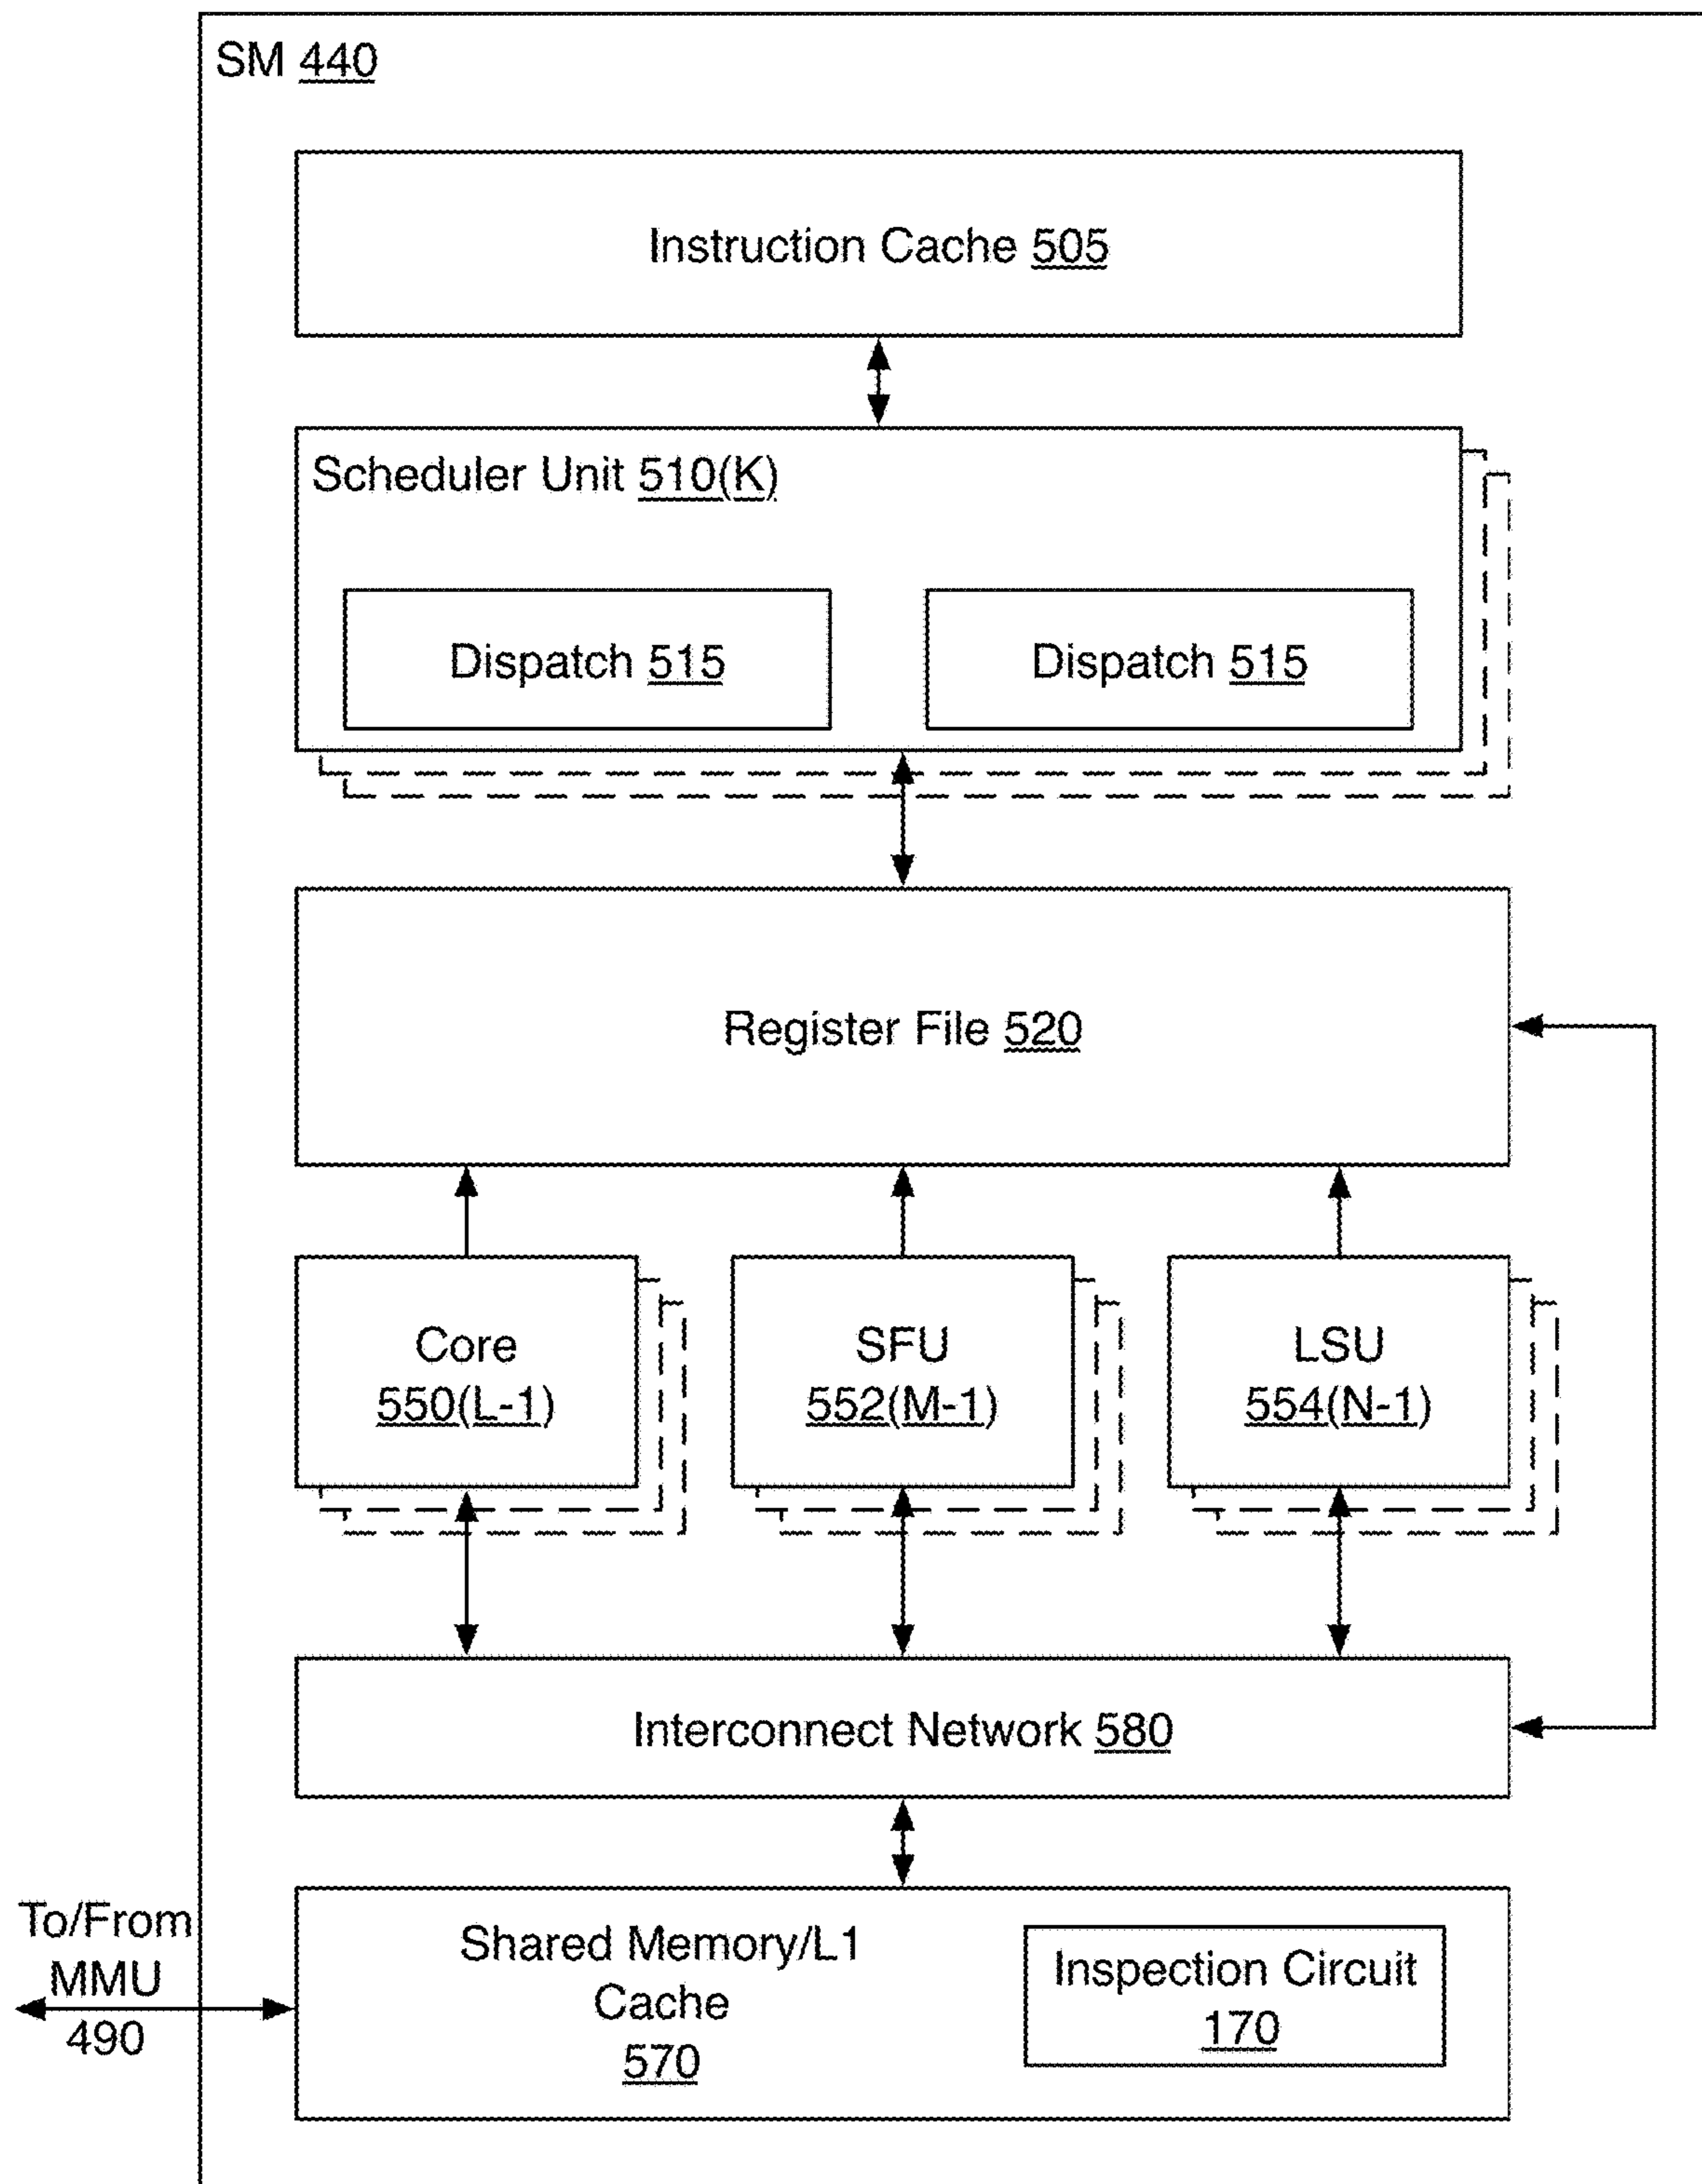 SM 440
Instruction Cache 505
Scheduler Unit 510(K)
Dispatch 515
Dispatch 515
Register File 520
Core
550(L-1)
SFU
552(M-1)
LSU
554(N-1)
Interconnect Network 580
To/From
MMU
490
Shared Memory/L1
Cache
570
Inspection Circuit
170